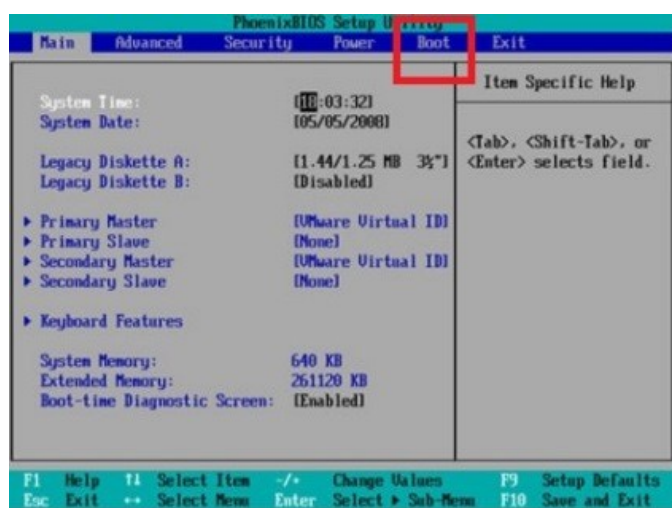 PhoenixBIOS Setup Utility
Main Advanced Security Power Boot Exit
Item Specific Help
System Time: [18:03:32]
System Date: [05/05/2008]
<Tab>, <Shift-Tab>, or
<Enter> selects field.
Legacy Diskette A: [1.44/1.25 MB 3½"]
Legacy Diskette B: [Disabled]
Primary Master [VMware Virtual ID]
Primary Slave [None]
Secondary Master [VMware Virtual ID]
Secondary Slave [None]
Keyboard Features
System Memory: 640 KB
Extended Memory: 261120 KB
Boot-time Diagnostic Screen: [Enabled]
F1 Help ↑↓ Select Item -/+ Change Values F9 Setup Defaults
Esc Exit ↔ Select Menu Enter Select ▶ Sub-Menu F10 Save and Exit